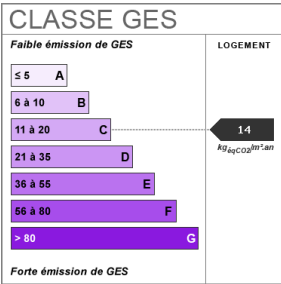 CLASSE GES
Faible émission de GES
LOGEMENT
≤ 5 A
6 à 10 B
11 à 20 C
14
kgéqCO2/m².an
21 à 35 D
36 à 55 E
56 à 80 F
> 80 G
Forte émission de GES